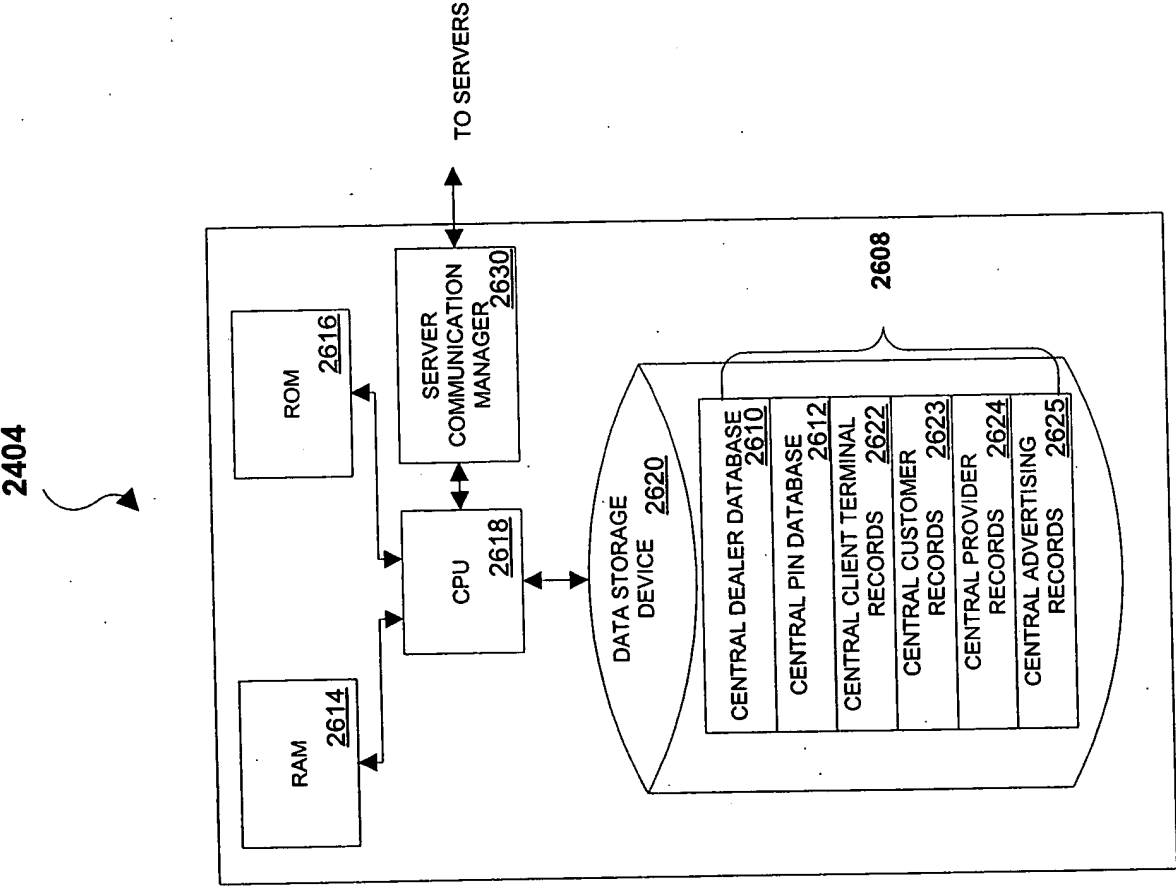 2404
RAM
2614
ROM
2616
CPU
2618
SERVER
COMMUNICATION
MANAGER
2630
TO SERVERS
DATA STORAGE
DEVICE 2620
CENTRAL DEALER DATABASE
2610
CENTRAL PIN DATABASE
2612
CENTRAL CLIENT TERMINAL
RECORDS 2622
CENTRAL CUSTOMER
RECORDS 2623
CENTRAL PROVIDER
RECORDS 2624
CENTRAL ADVERTISING
RECORDS 2625
2608